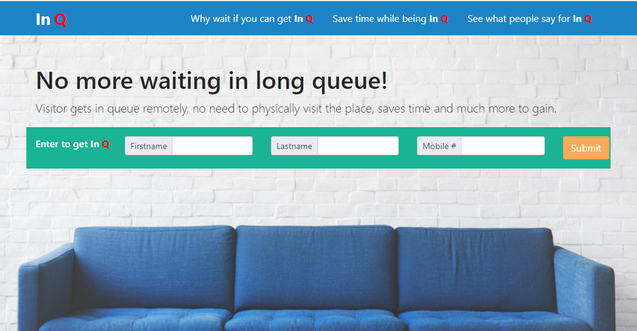 In Q
Why wait if you can get In Q
Save time while being In Q
See what people say for In Q
No more waiting in long queue!
Visitor gets in queue remotely, no need to physically visit the place, saves time and much more to gain.
Enter to get In Q
Firstname
Lastname
Mobile #
Submit